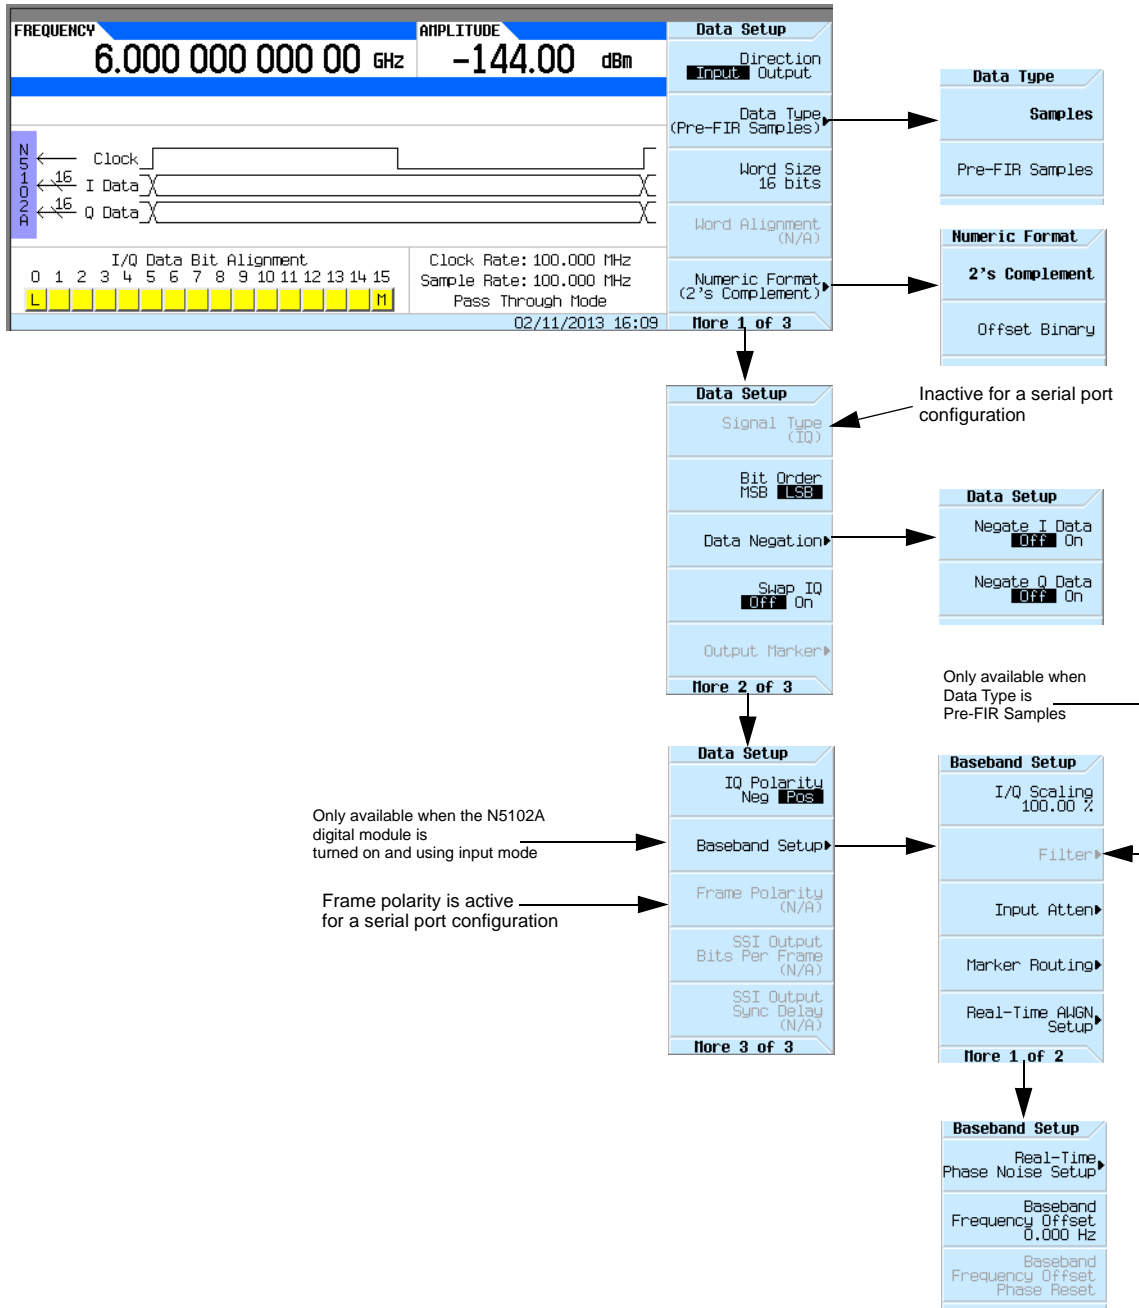 FREQUENCY
6.000 000 000 00 GHz
AMPLITUDE
-144.00 dBm
N5102A
Clock
16
I Data
16
Q Data
I/Q Data Bit Alignment
0 1 2 3 4 5 6 7 8 9 10 11 12 13 14 15
L M
Clock Rate: 100.000 MHz
Sample Rate: 100.000 MHz
Pass Through Mode
02/11/2013 16:09
Data Setup
Direction
Input Output
Data Type
(Pre-FIR Samples)
Word Size
16 bits
Word Alignment
(N/A)
Numeric Format
(2's Complement)
More 1 of 3
Data Type
Samples
Pre-FIR Samples
Numeric Format
2's Complement
Offset Binary
Data Setup
Signal Type
(IQ)
Bit Order
MSB LSB
Data Negation
Swap IQ
Off On
Output Marker
More 2 of 3
Inactive for a serial port
configuration
Data Setup
Negate I Data
Off On
Negate Q Data
Off On
Only available when
Data Type is
Pre-FIR Samples
Data Setup
IQ Polarity
Neg Pos
Baseband Setup
Frame Polarity
(N/A)
SSI Output
Bits Per Frame
(N/A)
SSI Output
Sync Delay
(N/A)
More 3 of 3
Only available when the N5102A
digital module is
turned on and using input mode
Frame polarity is active
for a serial port configuration
Baseband Setup
I/Q Scaling
100.00 %
Filter
Input Atten
Marker Routing
Real-Time AWGN
Setup
More 1 of 2
Baseband Setup
Real-Time
Phase Noise Setup
Baseband
Frequency Offset
0.000 Hz
Baseband
Frequency Offset
Phase Reset